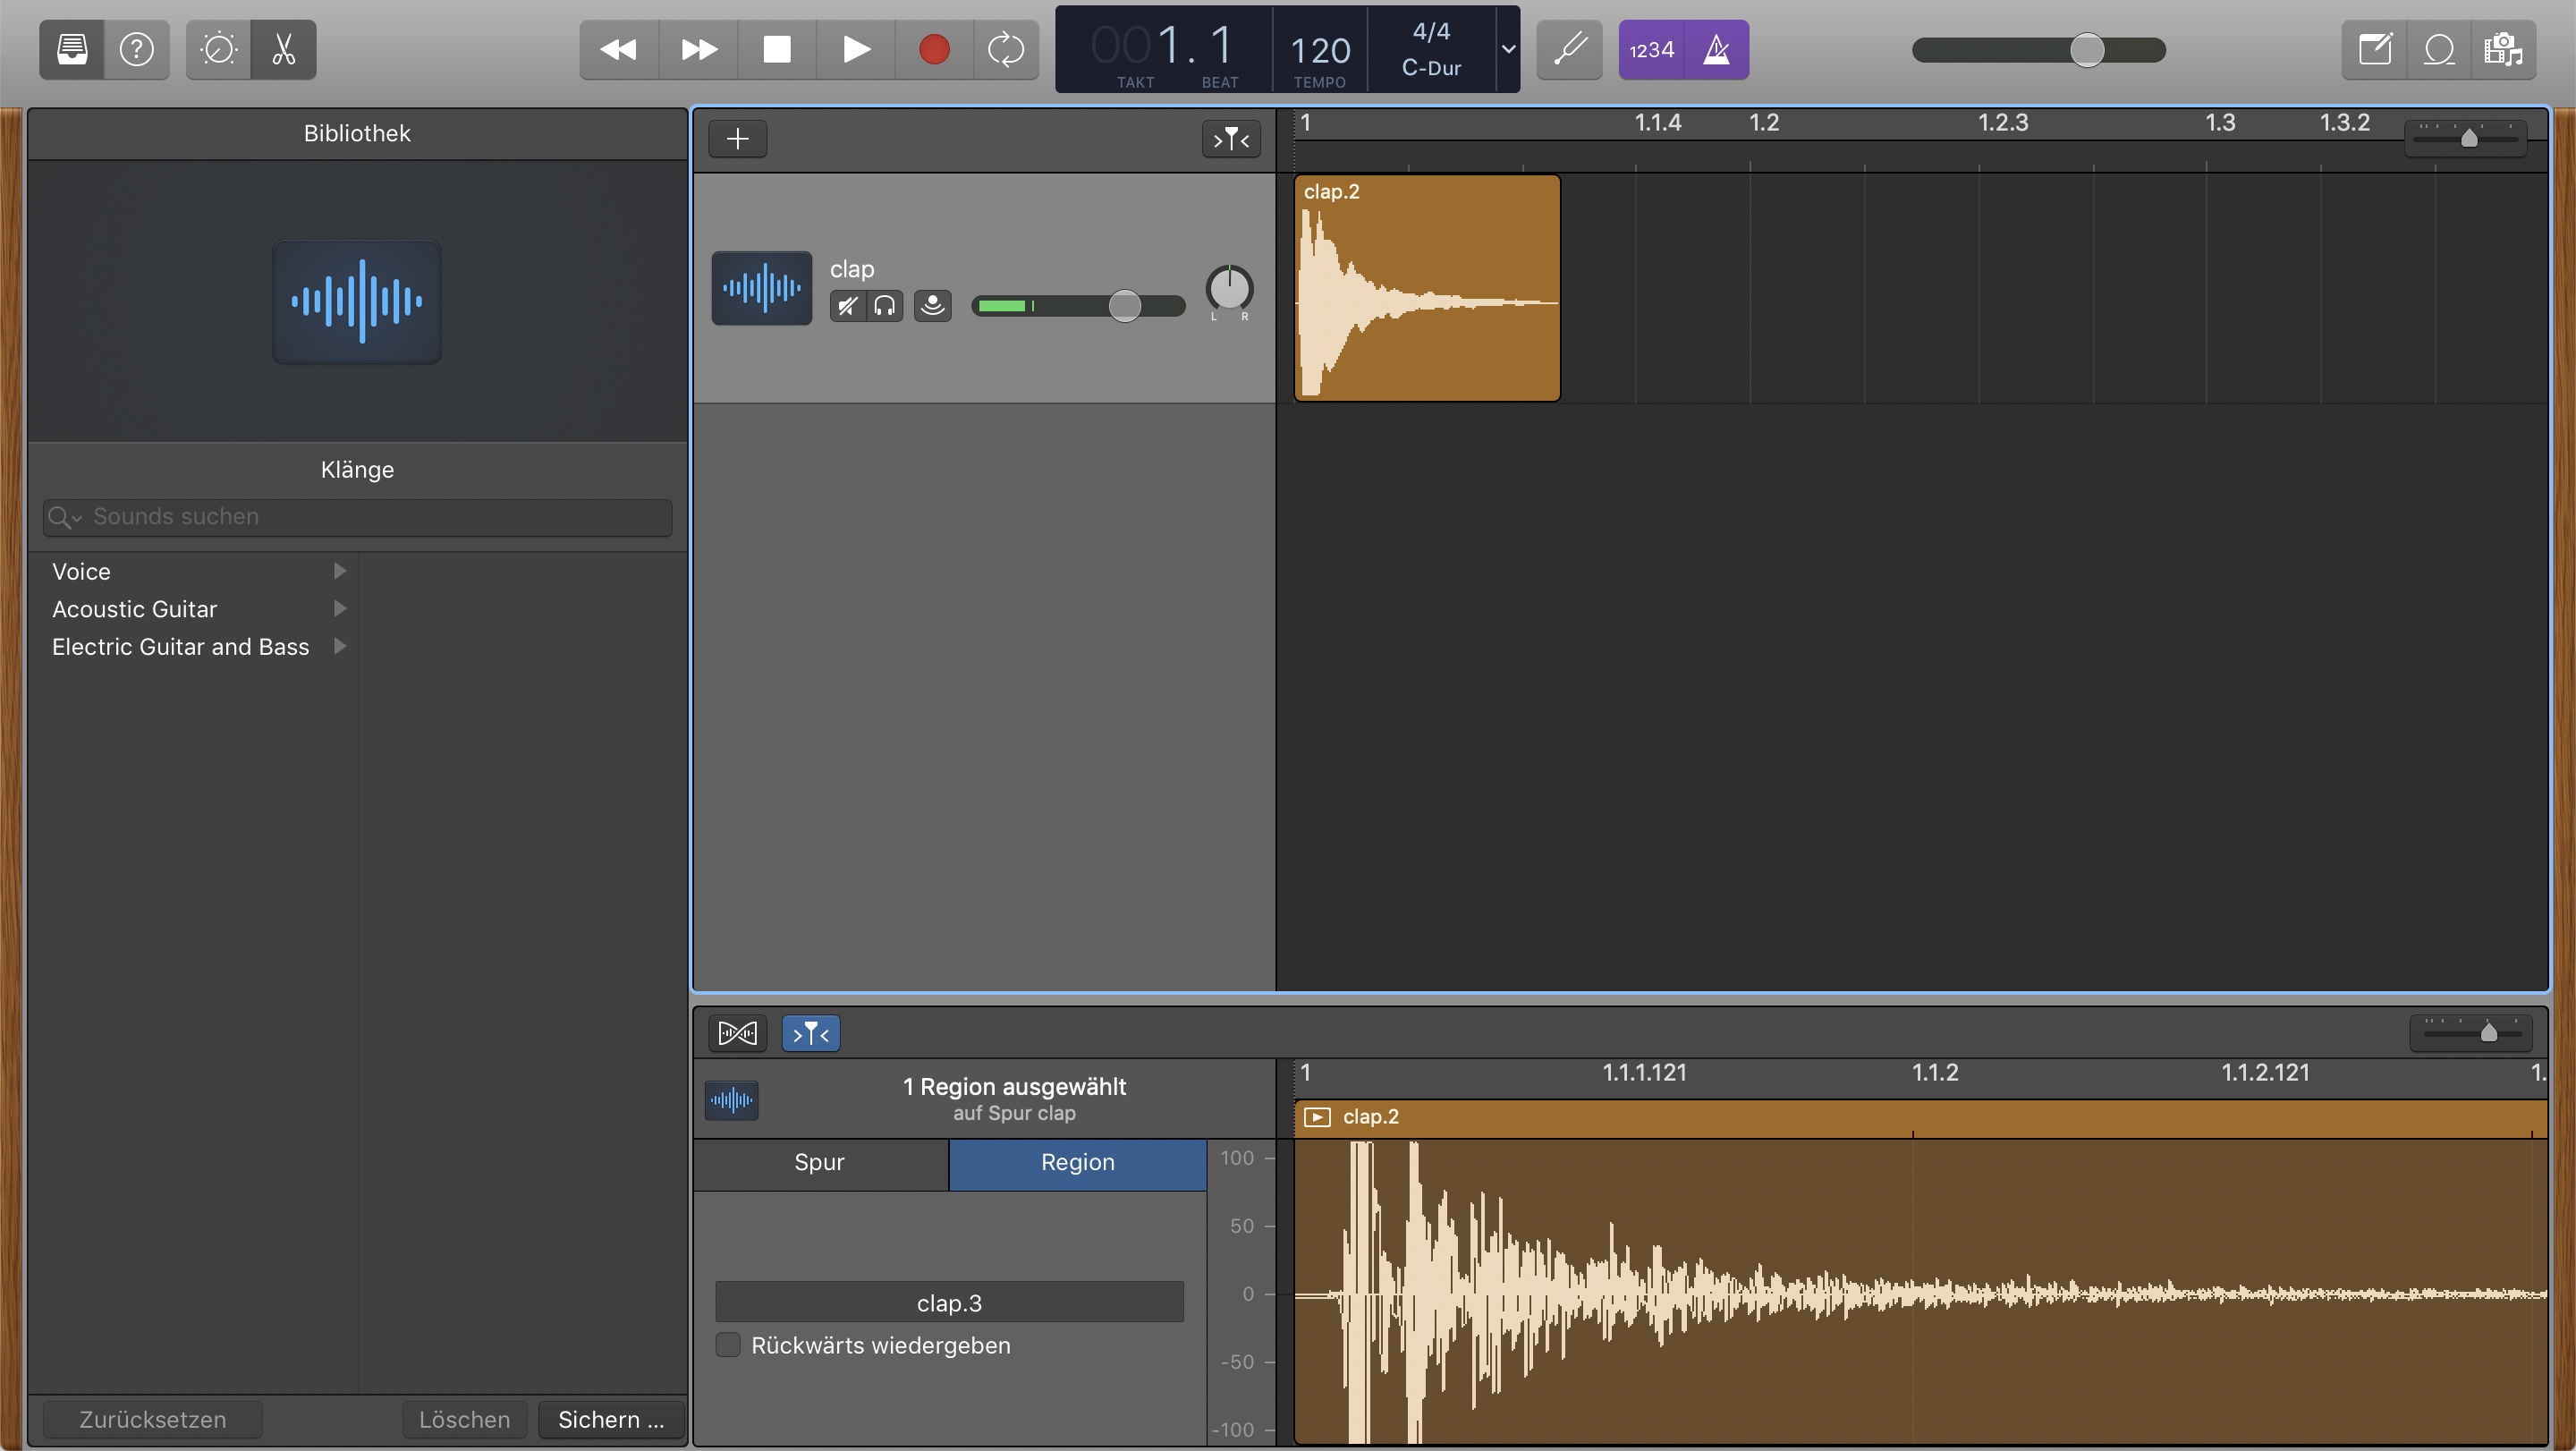 001. 1
TAKT
BEAT
120
TEMPO
4/4
C-Dur
1234
Bibliothek
Klänge
Sounds suchen
Voice
Acoustic Guitar
Electric Guitar and Bass
Zurücksetzen
Löschen
Sichern ...
1
1.1.4
1.2
1.2.3
1.3
1.3.2
clap
L
R
clap.2
1 Region ausgewählt
auf Spur clap
Spur
Region
clap.3
Rückwärts wiedergeben
1
1.1.1.121
1.1.2
1.1.2.121
1.
clap.2
100
50
0
-50
-100